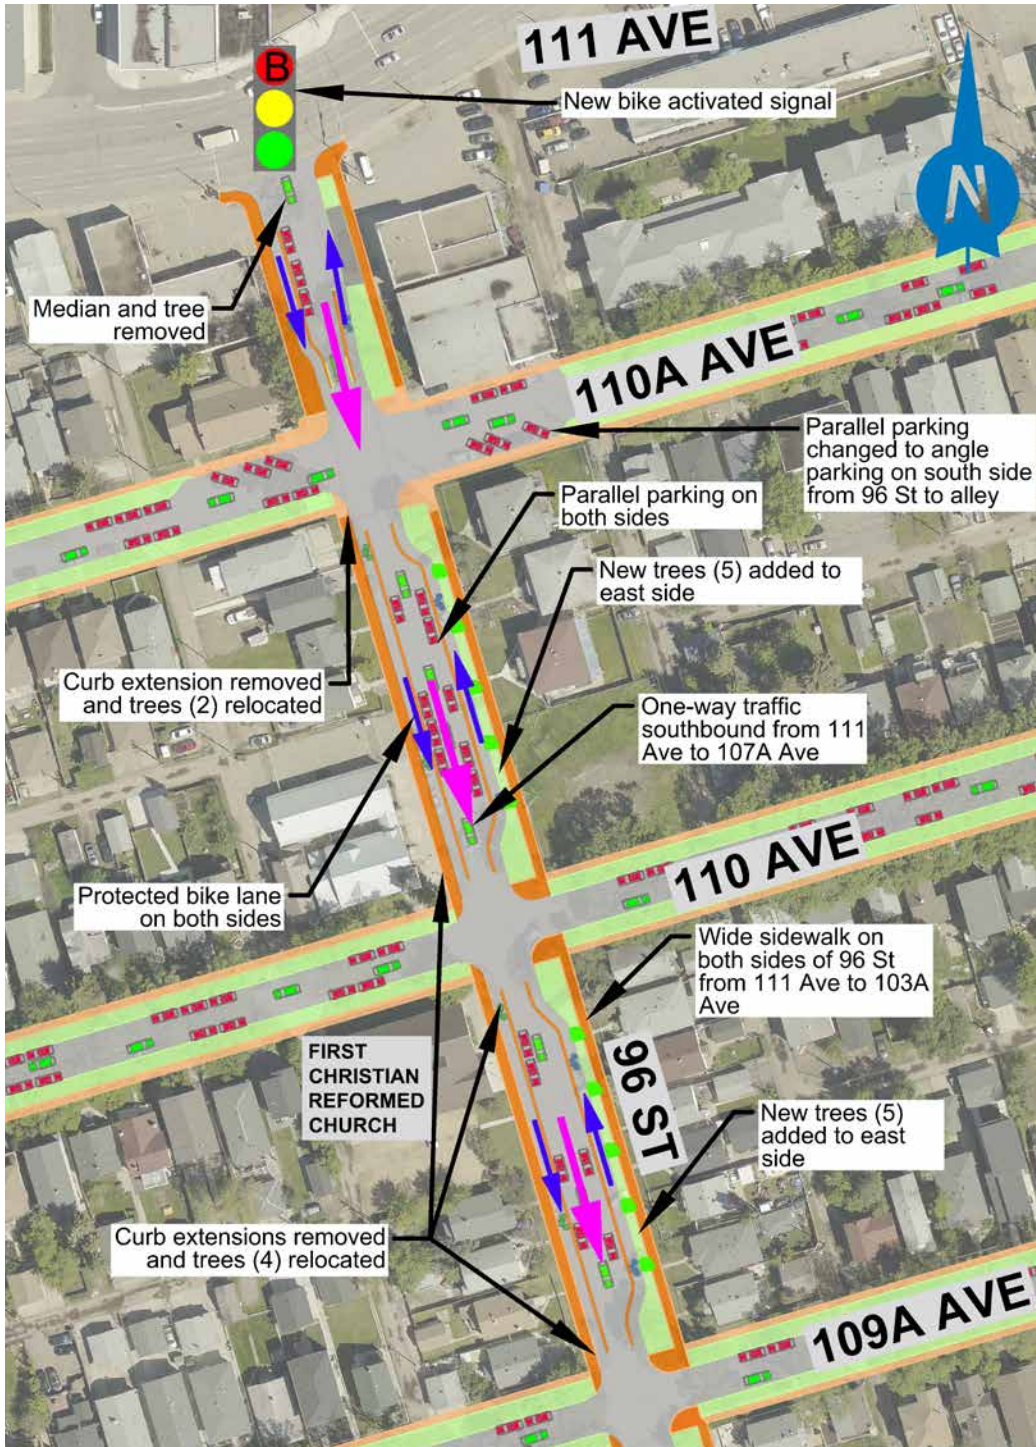 111 AVE
B
New bike activated signal
N
Median and tree
removed
110A AVE
Parallel parking
changed to angle
parking on south side
from 96 St to alley
Parallel parking on
both sides
New trees (5) added to
east side
Curb extension removed
and trees (2) relocated
One-way traffic
southbound from 111
Ave to 107A Ave
110 AVE
Protected bike lane
on both sides
Wide sidewalk on
both sides of 96 St
from 111 Ave to 103A
Ave
FIRST
CHRISTIAN
REFORMED
CHURCH
96 ST
New trees (5)
added to east
side
Curb extensions removed
and trees (4) relocated
109A AVE